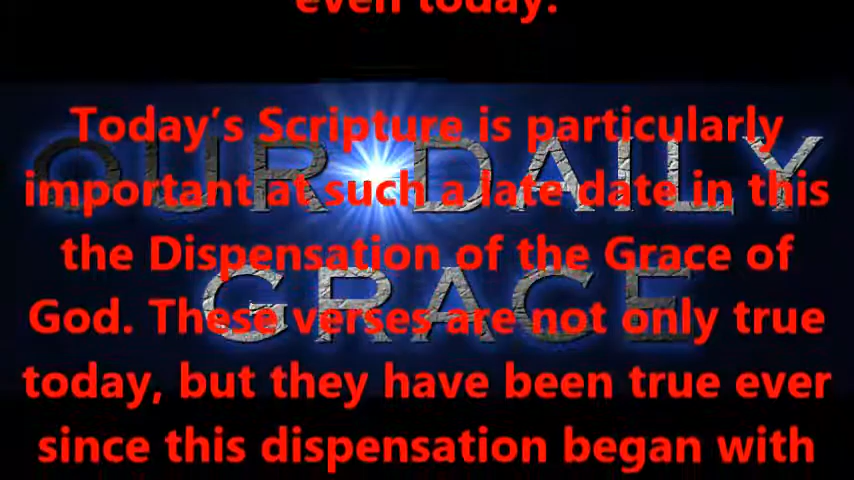 even today.
Today's Scripture is particularly
important at such a late date in this
the Dispensation of the Grace of
God. These verses are not only true
today, but they have been true ever
since this dispensation began with
OUR DAILY
GRACE